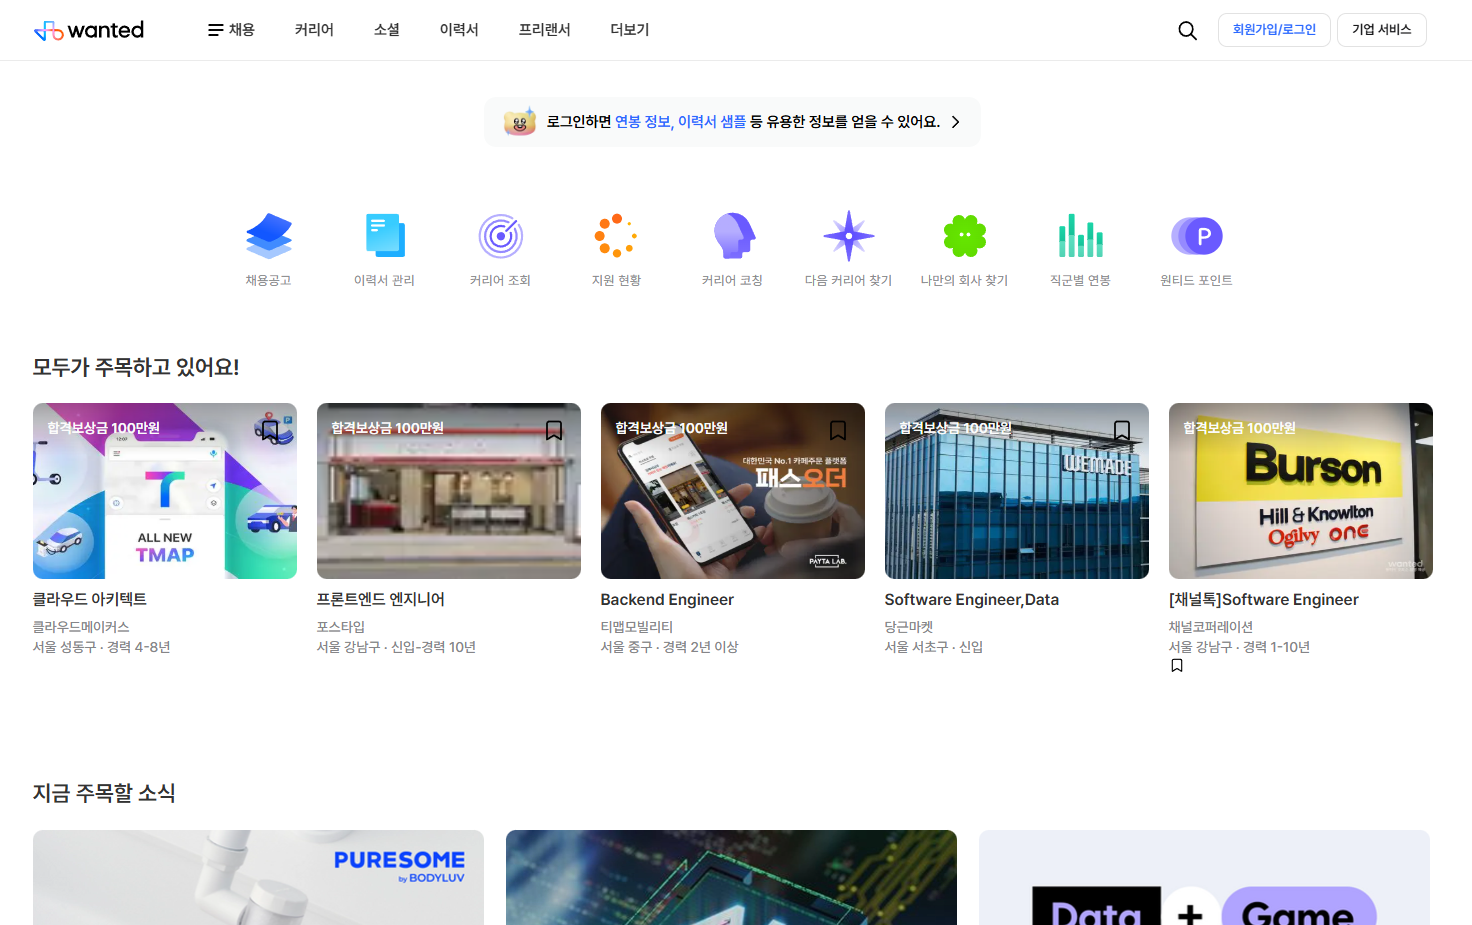 wanted
채용 커리어 소셜 이력서 프리랜서 더보기
회원가입/로그인 기업 서비스
로그인하면 연봉 정보, 이력서 샘플 등 유용한 정보를 얻을 수 있어요.
P
채용공고 이력서 관리 커리어 조회 지원 현황 커리어 코칭 다음 커리어 찾기 나만의 회사 찾기 직군별 연봉 원티드 포인트
모두가 주목하고 있어요!
합격보상금 100만원
12:07
T
ALL NEW
TMAP
클라우드 아키텍트
클라우드메이커스
서울 성동구 · 경력 4-8년
합격보상금 100만원
프론트엔드 엔지니어
포스타입
서울 강남구 · 신입-경력 10년
합격보상금 100만원
대한민국 No.1 카페주문 플랫폼
패스오더
PAYTA LAB.
Backend Engineer
티맵모빌리티
서울 중구 · 경력 2년 이상
합격보상금 100만원
WEMADE
Software Engineer,Data
당근마켓
서울 서초구 · 신입
합격보상금 100만원
Burson
Hill & Knowlton
Ogilvy one
wanted
[채널톡]Software Engineer
채널코퍼레이션
서울 강남구 · 경력 1-10년
지금 주목할 소식
PURESOME
by BODYLUV
Data + Game